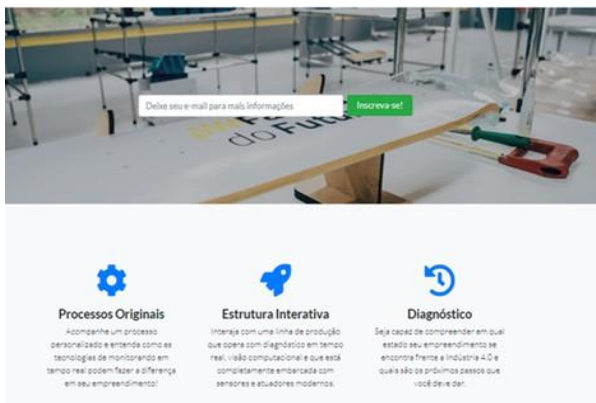 Deixe seu e-mail para mais informações
Inscreva-se!
do Futu
Processos Originais
Acompanhe um processo
personalizado e entenda como as
tecnologias de monitorando em
tempo real podem fazer a diferença
em seu empreendimento!
Estrutura Interativa
Interaja com uma linha de produção
que opera com diagnóstico em tempo
real, visão computacional e que está
completamente embarcada com
sensores e atuadores modernos.
Diagnóstico
Seja capaz de compreender em qual
estado seu empreendimento se
encontra frente a Indústria 4.0 e
quais são os próximos passos que
você deve dar.